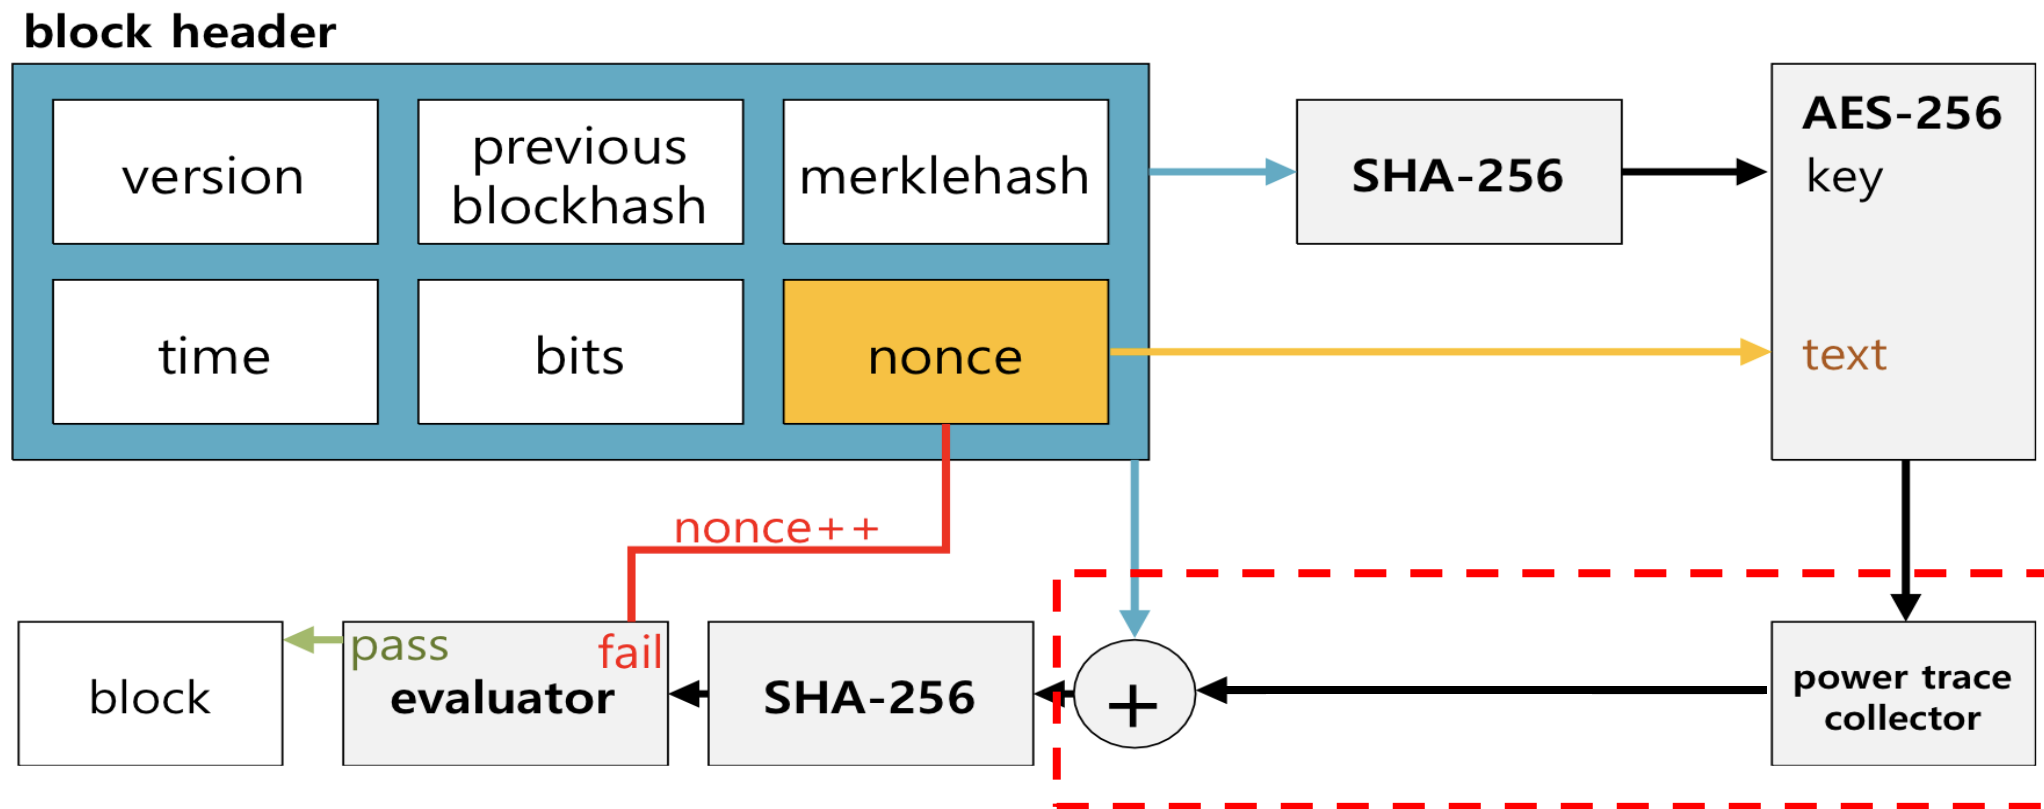 block header
version
previous
blockhash
merklehash
SHA-256
AES-256
key
time
bits
nonce
text
nonce++
block
pass
fail
evaluator
SHA-256
+
power trace
collector